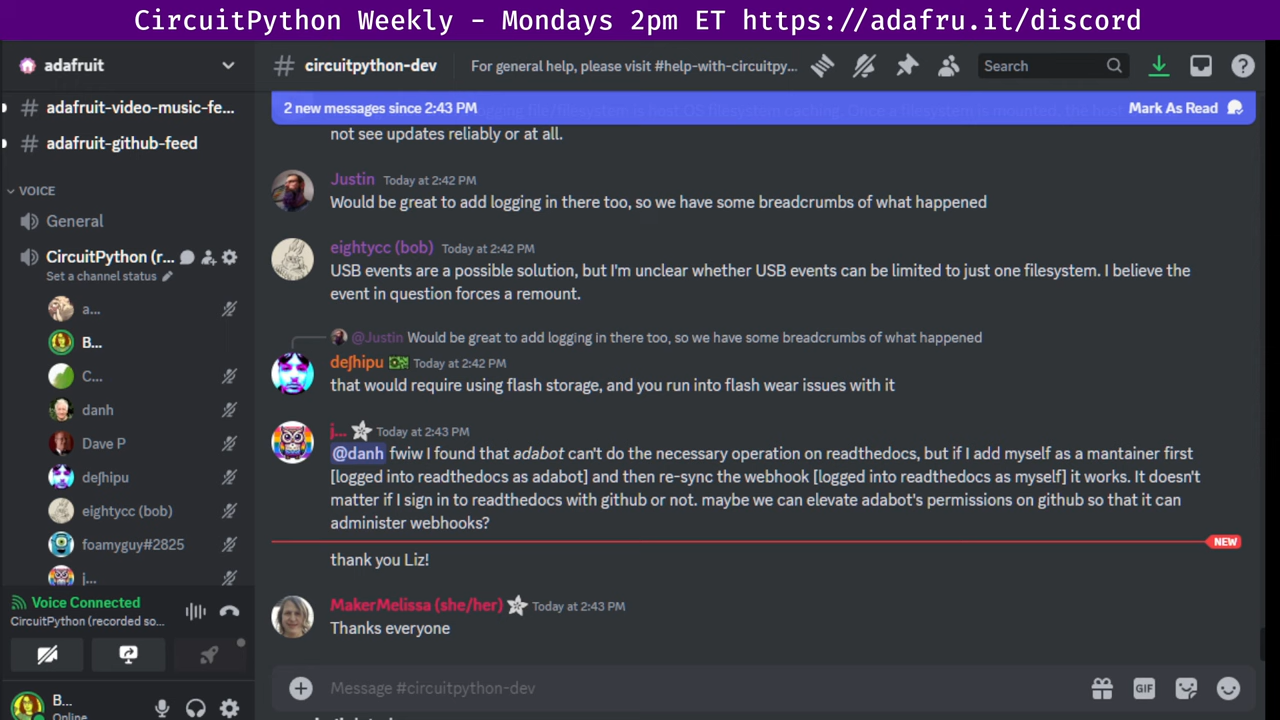 CircuitPython Weekly - Mondays 2pm ET https://adafru.it/discord
adafruit
# circuitpython-dev
For general help, please visit #help-with-circuitpy...
Search
# adafruit-video-music-fe...
# adafruit-github-feed
VOICE
General
CircuitPython (r...
Set a channel status
a...
B...
C...
danh
Dave P
deʃhipu
eightycc (bob)
foamyguy#2825
j...
Voice Connected
CircuitPython (recorded so...
B...
Online
2 new messages since 2:43 PM
Mark As Read
not see updates reliably or at all.
Justin Today at 2:42 PM
Would be great to add logging in there too, so we have some breadcrumbs of what happened
eightycc (bob) Today at 2:42 PM
USB events are a possible solution, but I'm unclear whether USB events can be limited to just one filesystem. I believe the
event in question forces a remount.
@Justin Would be great to add logging in there too, so we have some breadcrumbs of what happened
deʃhipu Today at 2:42 PM
that would require using flash storage, and you run into flash wear issues with it
j... Today at 2:43 PM
@danh fwiw I found that adabot can't do the necessary operation on readthedocs, but if I add myself as a mantainer first
[logged into readthedocs as adabot] and then re-sync the webhook [logged into readthedocs as myself] it works. It doesn't
matter if I sign in to readthedocs with github or not. maybe we can elevate adabot's permissions on github so that it can
administer webhooks?
NEW
thank you Liz!
MakerMelissa (she/her) Today at 2:43 PM
Thanks everyone
Message #circuitpython-dev
GIF